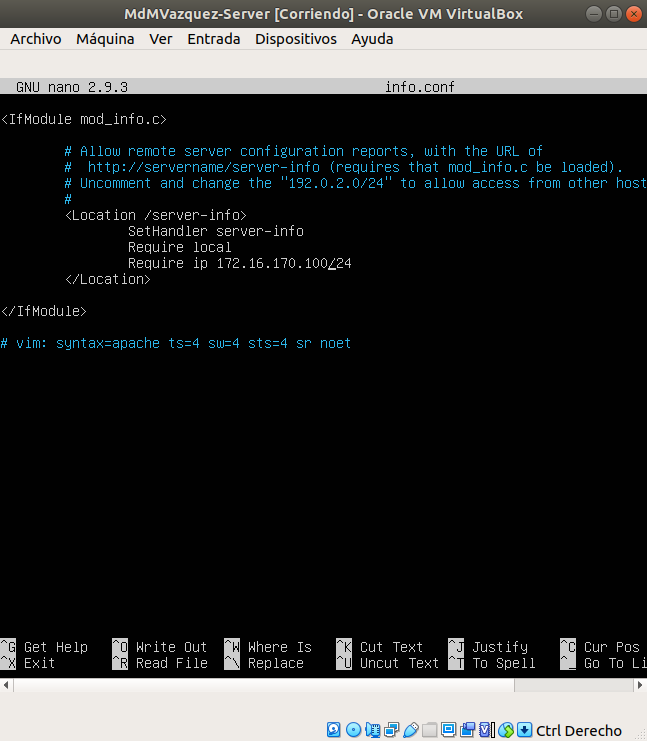 MdMVazquez-Server [Corriendo] - Oracle VM VirtualBox
Archivo Máquina Ver Entrada Dispositivos Ayuda
GNU nano 2.9.3 info.conf
<IfModule mod_info.c>
# Allow remote server configuration reports, with the URL of
# http://servername/server-info (requires that mod_info.c be loaded).
# Uncomment and change the "192.0.2.0/24" to allow access from other host
#
<Location /server-info>
SetHandler server-info
Require local
Require ip 172.16.170.100/24
</Location>
</IfModule>
# vim: syntax=apache ts=4 sw=4 sts=4 sr noet
^G Get Help ^O Write Out ^W Where Is ^K Cut Text ^J Justify ^C Cur Pos
^X Exit ^R Read File ^\ Replace ^U Uncut Text ^T To Spell ^_ Go To Li
Ctrl Derecho